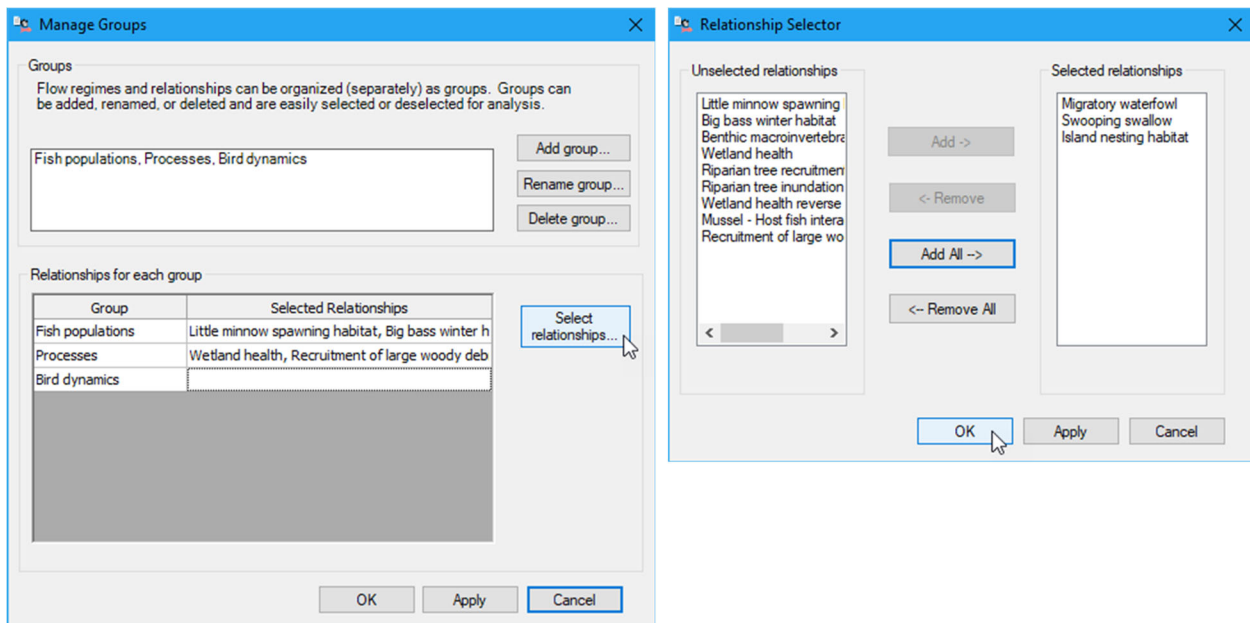 Manage Groups
Groups
Flow regimes and relationships can be organized (separately) as groups. Groups can
be added, renamed, or deleted and are easily selected or deselected for analysis.
Fish populations, Processes, Bird dynamics
Add group...
Rename group...
Delete group...
Relationships for each group
Group
Selected Relationships
Fish populations
Little minnow spawning habitat, Big bass winter h
Processes
Wetland health, Recruitment of large woody deb
Bird dynamics
Select
relationships...
OK
Apply
Cancel
Relationship Selector
Unselected relationships
Little minnow spawning
Big bass winter habitat
Benthic macroinvertebra
Wetland health
Riparian tree recruitmen
Riparian tree inundation
Wetland health reverse
Mussel - Host fish intera
Recruitment of large wo
Add ->
<- Remove
Add All -->
<-- Remove All
Selected relationships
Migratory waterfowl
Swooping swallow
Island nesting habitat
OK
Apply
Cancel